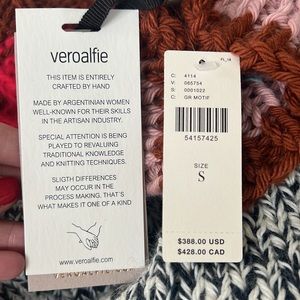 veroalfie
THIS ITEM IS ENTIRELY
CRAFTED BY HAND
MADE BY ARGENTINIAN WOMEN
WELL-KNOWN FOR THEIR SKILLS
IN THE ARTISAN INDUSTRY.
SPECIAL ATTENTION IS BEING
PLAYED TO REVALUING
TRADITIONAL KNOWLEDGE
AND KNITTING TECHNIQUES.
SLIGTH DIFFERENCES
MAY OCCUR IN THE
PROCESS MAKING. THAT'S
WHAT MAKES IT ONE OF A KIND
www.veroalfie.com
C: 4114
V: 065754
S: 0001022
C: GR MOTIF
54157425
SIZE
S
$388.00 USD
$428.00 CAD